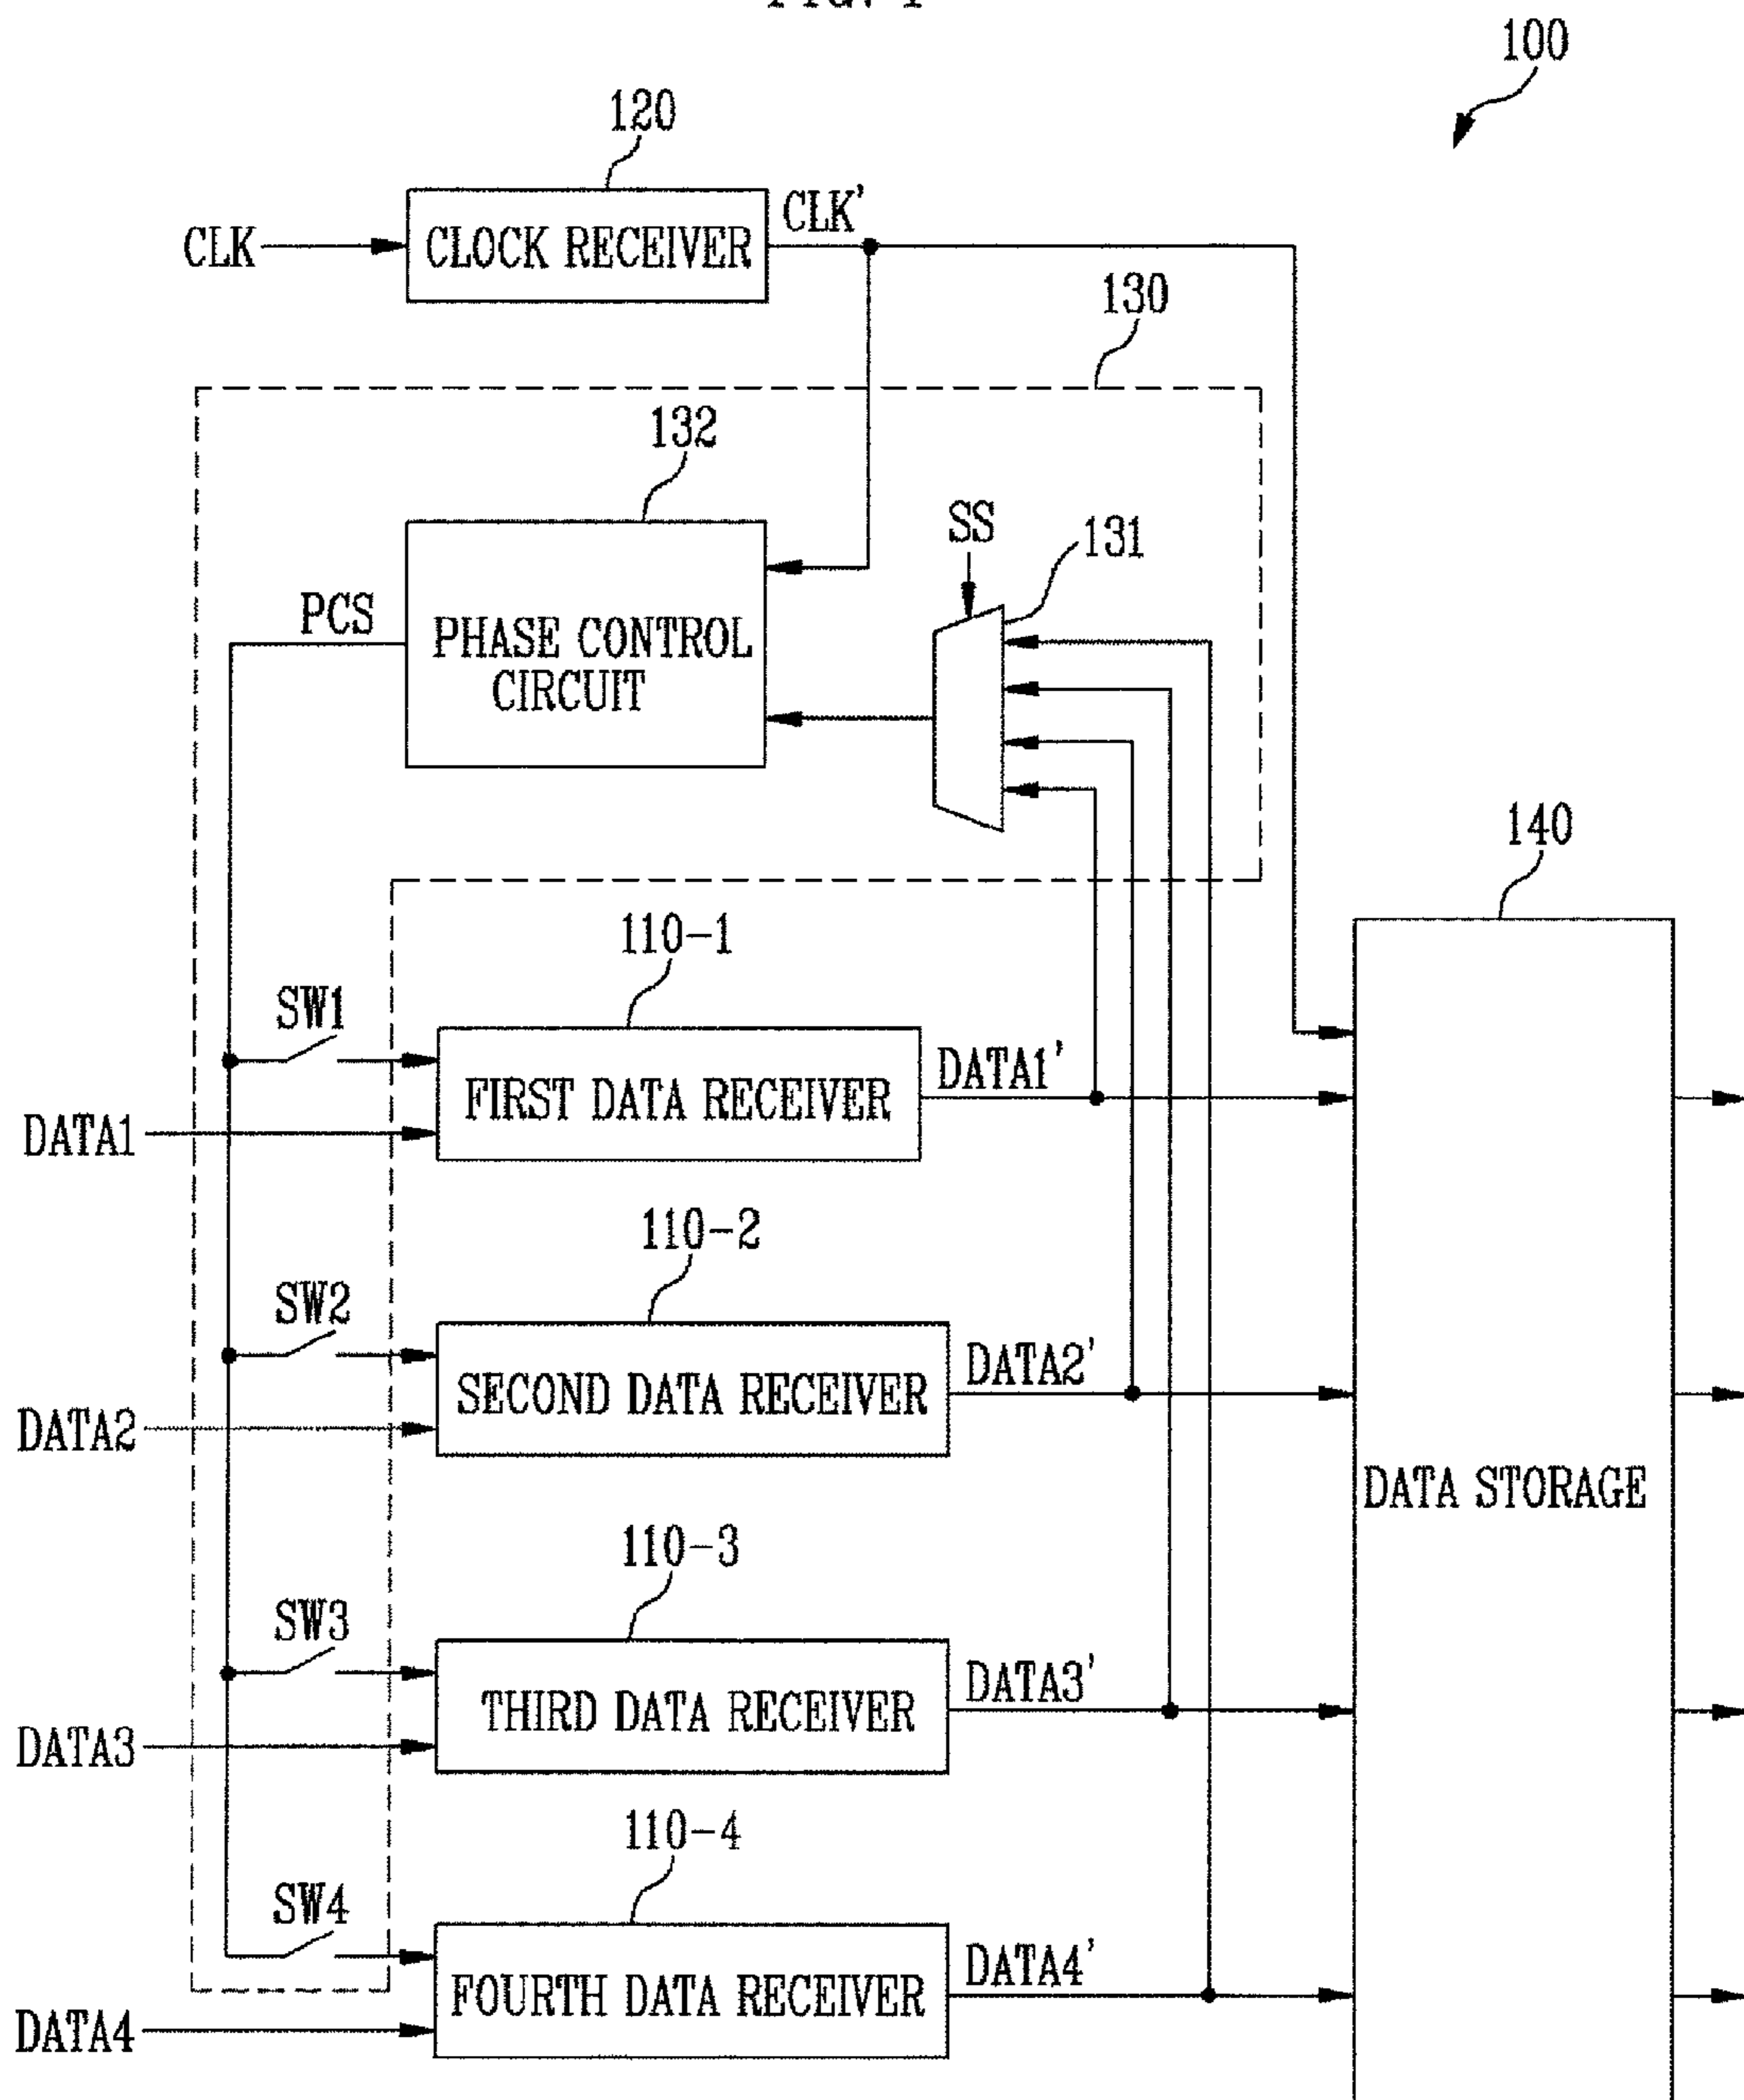 FIG. 1
100
120
CLK
CLOCK RECEIVER
CLK'
130
132
SS
131
PCS
PHASE CONTROL
CIRCUIT
140
110-1
SW1
FIRST DATA RECEIVER
DATA1'
DATA1
110-2
SW2
SECOND DATA RECEIVER
DATA2'
DATA2
DATA STORAGE
110-3
SW3
THIRD DATA RECEIVER
DATA3'
DATA3
110-4
SW4
FOURTH DATA RECEIVER
DATA4'
DATA4